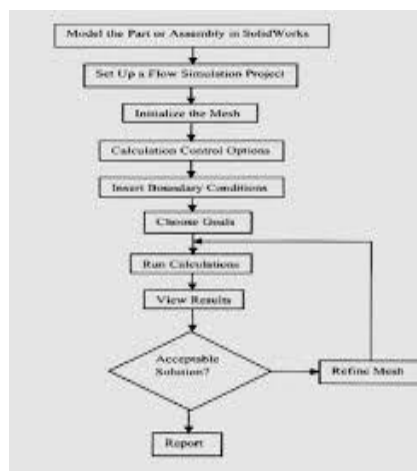 Model the Part or Assembly in SolidWorks
Set Up a Flow Simulation Project
Initialize the Mesh
Calculation Control Options
Insert Boundary Conditions
Choose Goals
Run Calculations
View Results
Acceptable
Solution?
Refine Mesh
Report